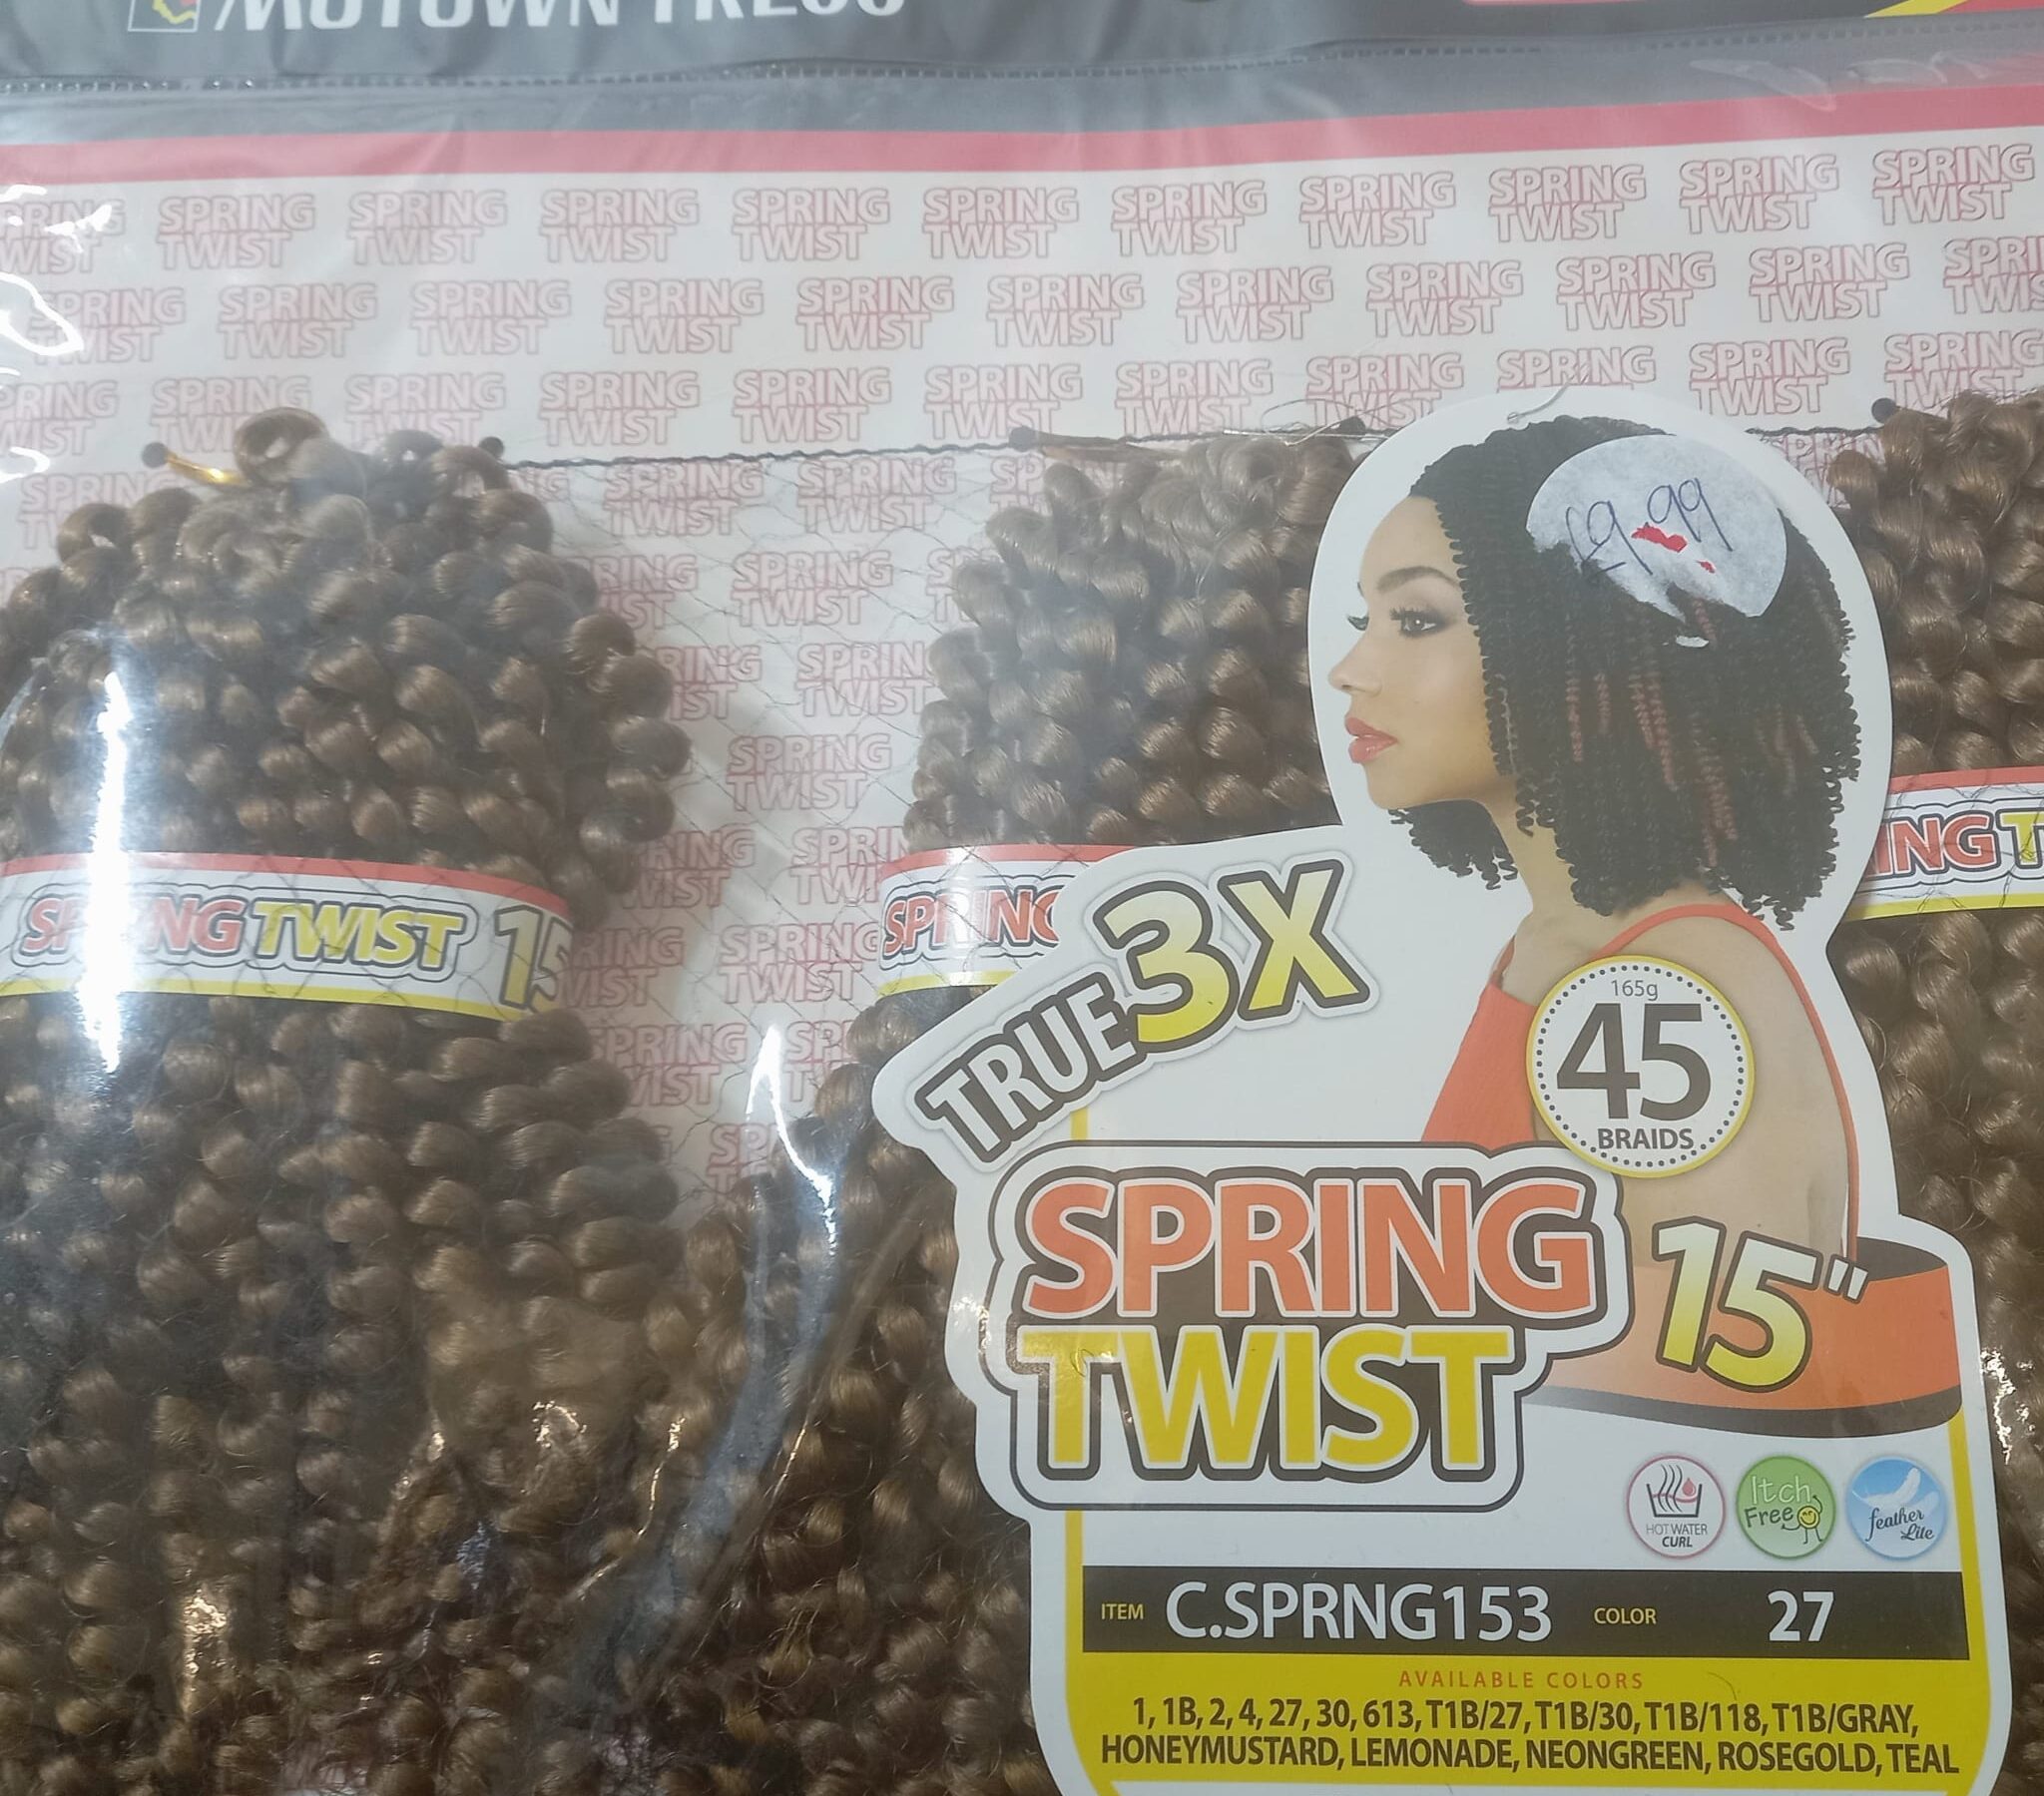 MOTOWN TRESS
SPRING TWIST
£9.99
SPRING TWIST 15
SPRING
TRUE 3X
165g
45
BRAIDS
SPRING
TWIST
15"
HOT WATER
CURL
Itch
Free
feather
Lite
ITEM C.SPRNG153 COLOR 27
AVAILABLE COLORS
1, 1B, 2, 4, 27, 30, 613, T1B/27, T1B/30, T1B/118, T1B/GRAY,
HONEYMUSTARD, LEMONADE, NEONGREEN, ROSEGOLD, TEAL